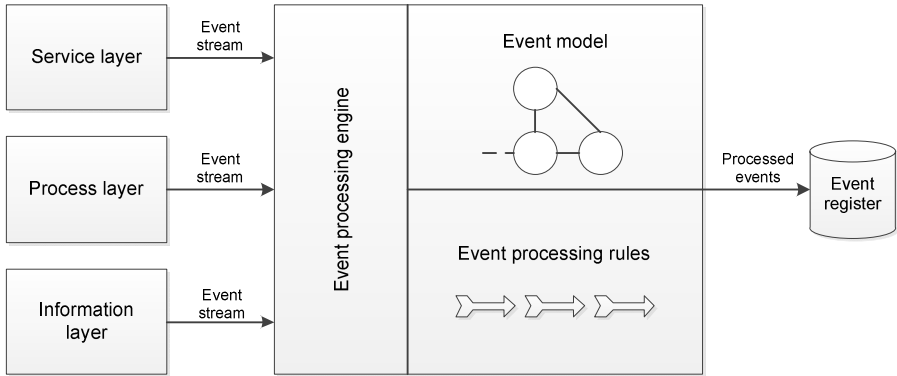 Service layer
Event
stream
Process layer
Event
stream
Information
layer
Event
stream
Event processing engine
Event model
Event processing rules
Processed
events
Event
register